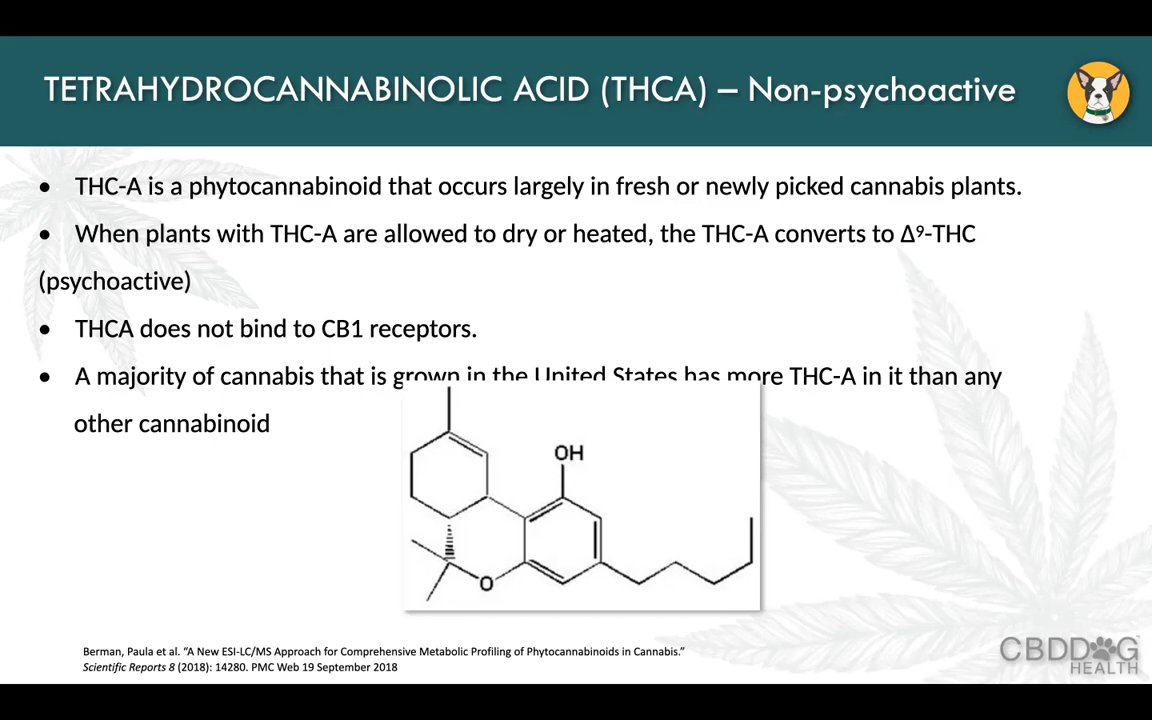 TETRAHYDROCANNABINOLIC ACID (THCA) – Non-psychoactive
• THC-A is a phytocannabinoid that occurs largely in fresh or newly picked cannabis plants.
• When plants with THC-A are allowed to dry or heated, the THC-A converts to Δ⁹-THC
(psychoactive)
• THCA does not bind to CB1 receptors.
• A majority of cannabis that is grown in the United States has more THC-A in it than any
other cannabinoid
OH
O
Berman, Paula et al. “A New ESI-LC/MS Approach for Comprehensive Metabolic Profiling of Phytocannabinoids in Cannabis.”
Scientific Reports 8 (2018): 14280. PMC Web 19 September 2018
CBDDOG
HEALTH